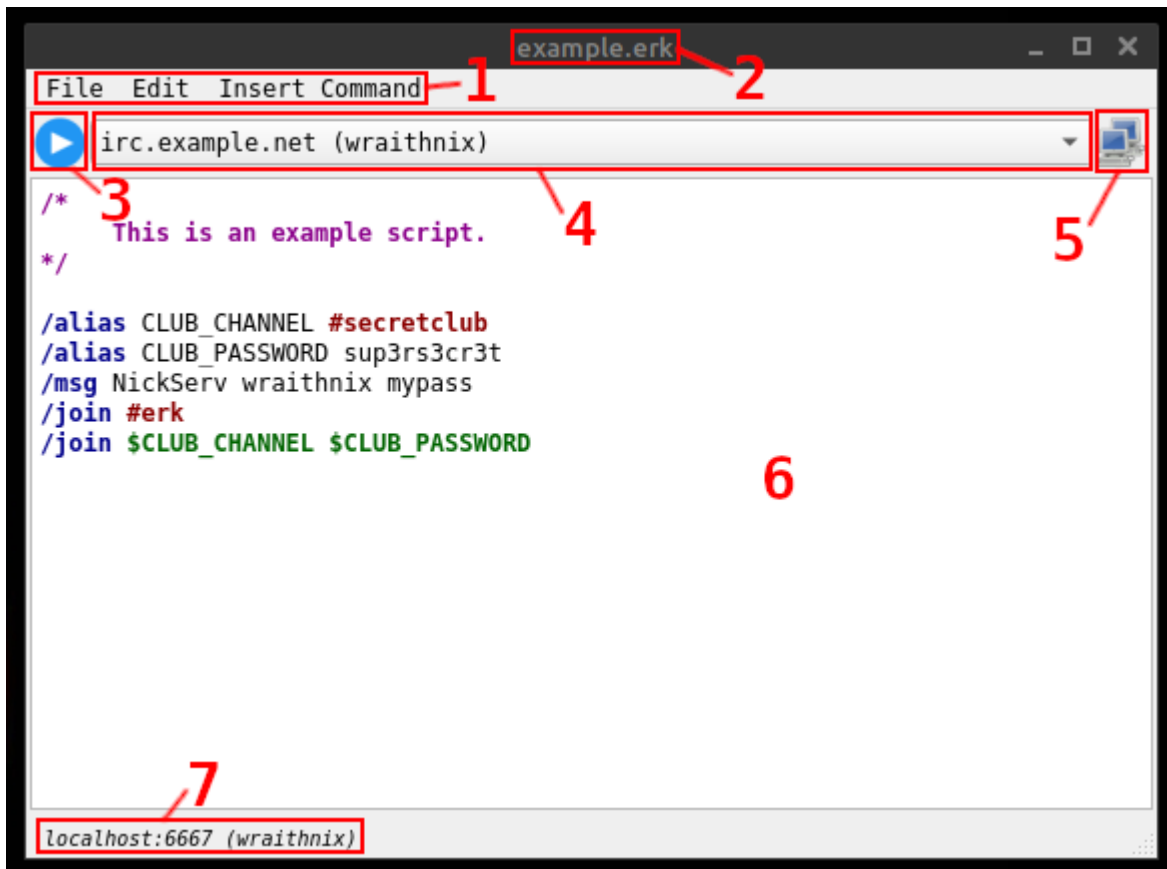 example.erk
2
File Edit Insert Command
1
irc.example.net (wraithnix)
3
4
5
/*
This is an example script.
*/
/alias CLUB_CHANNEL #secretclub
/alias CLUB_PASSWORD sup3rs3cr3t
/msg NickServ wraithnix mypass
/join #erk
/join $CLUB_CHANNEL $CLUB_PASSWORD
6
7
localhost:6667 (wraithnix)